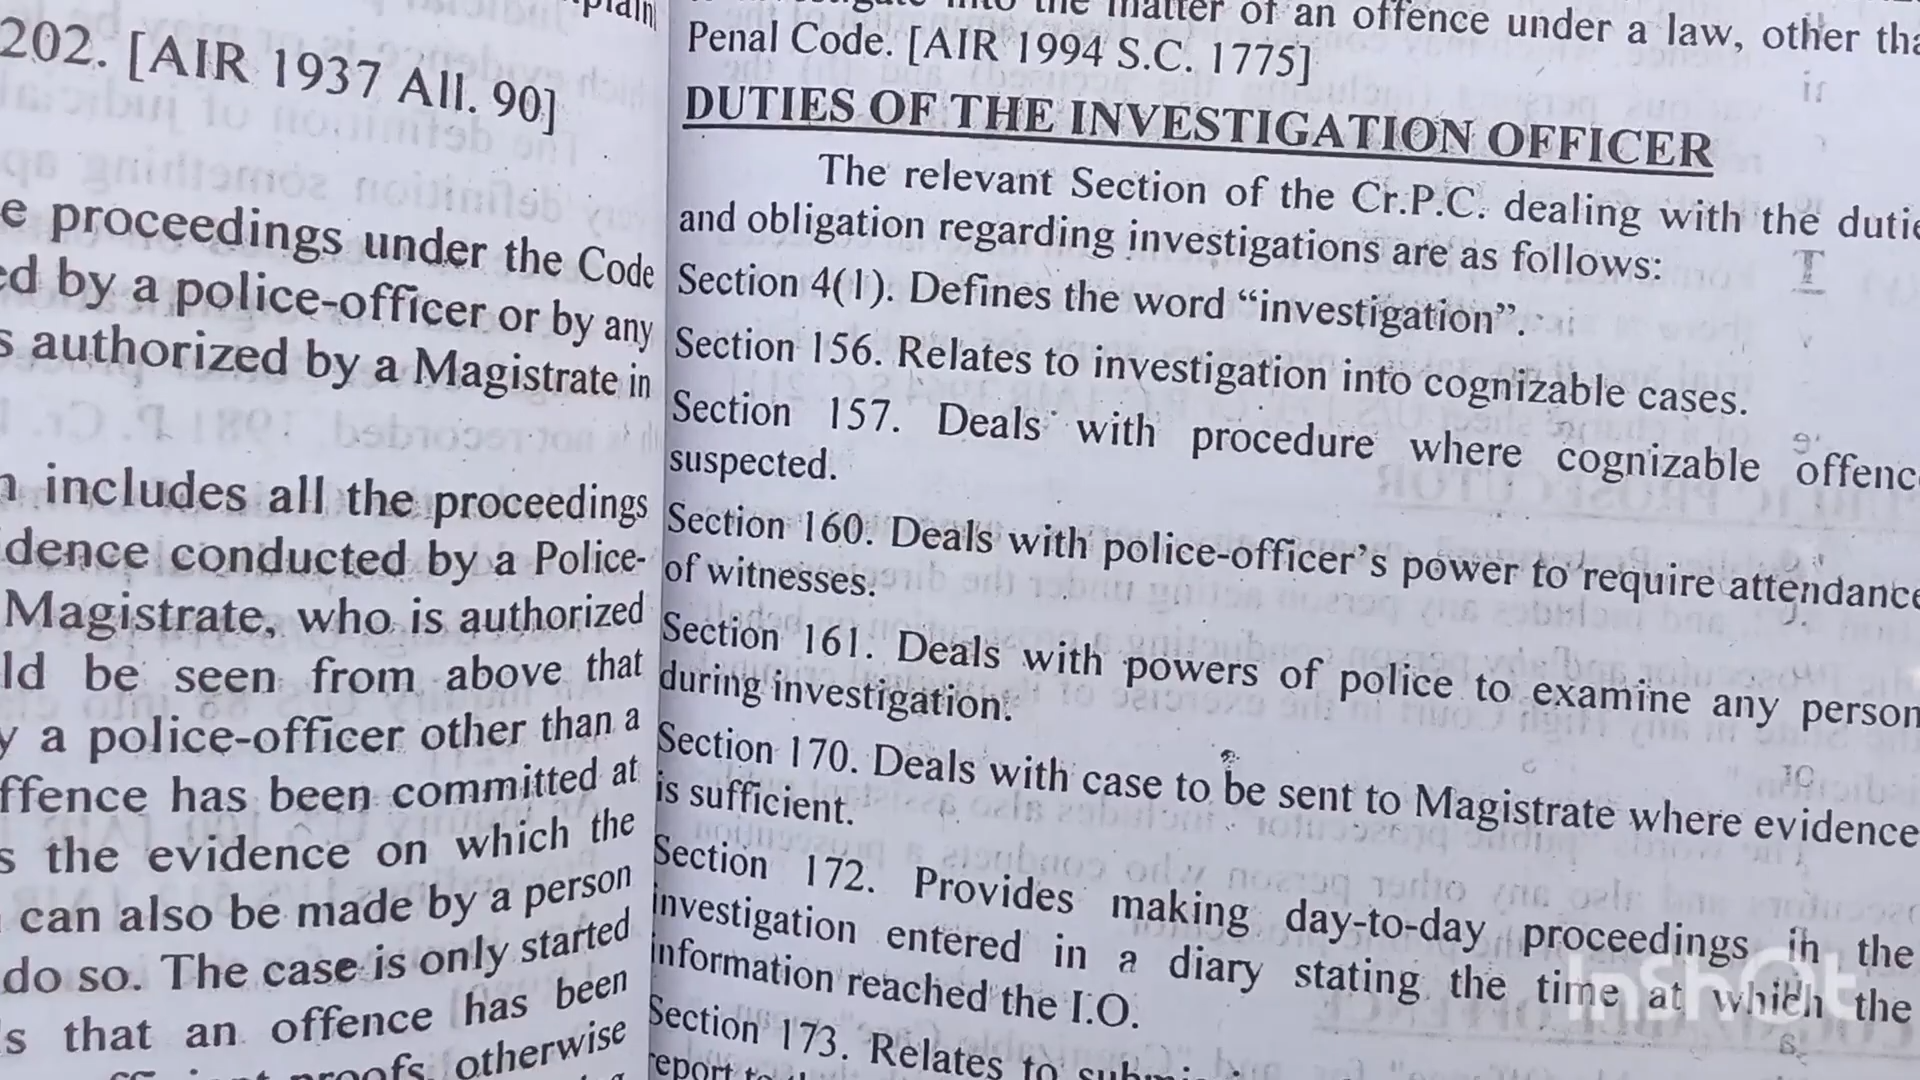 202. [AIR 1937 All. 90]
e proceedings under the Code
ed by a police-officer or by any
s authorized by a Magistrate in
n includes all the proceedings
dence conducted by a Police-
Magistrate, who is authorized
ld be seen from above that
y a police-officer other than a
ffence has been committed at
s the evidence on which the
can also be made by a person
do so. The case is only started
s that an offence has been
proofs, otherwise
the matter of an offence under a law, other tha
Penal Code. [AIR 1994 S.C. 1775]
DUTIES OF THE INVESTIGATION OFFICER
The relevant Section of the Cr.P.C. dealing with the dutie
and obligation regarding investigations are as follows:
Section 4(1). Defines the word “investigation”.
Section 156. Relates to investigation into cognizable cases.
Section 157. Deals with procedure where cognizable offenc
suspected.
Section 160. Deals with police-officer’s power to require attendance
of witnesses.
Section 161. Deals with powers of police to examine any person
during investigation.
Section 170. Deals with case to be sent to Magistrate where evidence
is sufficient.
Section 172. Provides making day-to-day proceedings in the
investigation entered in a diary stating the time at which the
information reached the I.O.
Section 173. Relates to
InShot